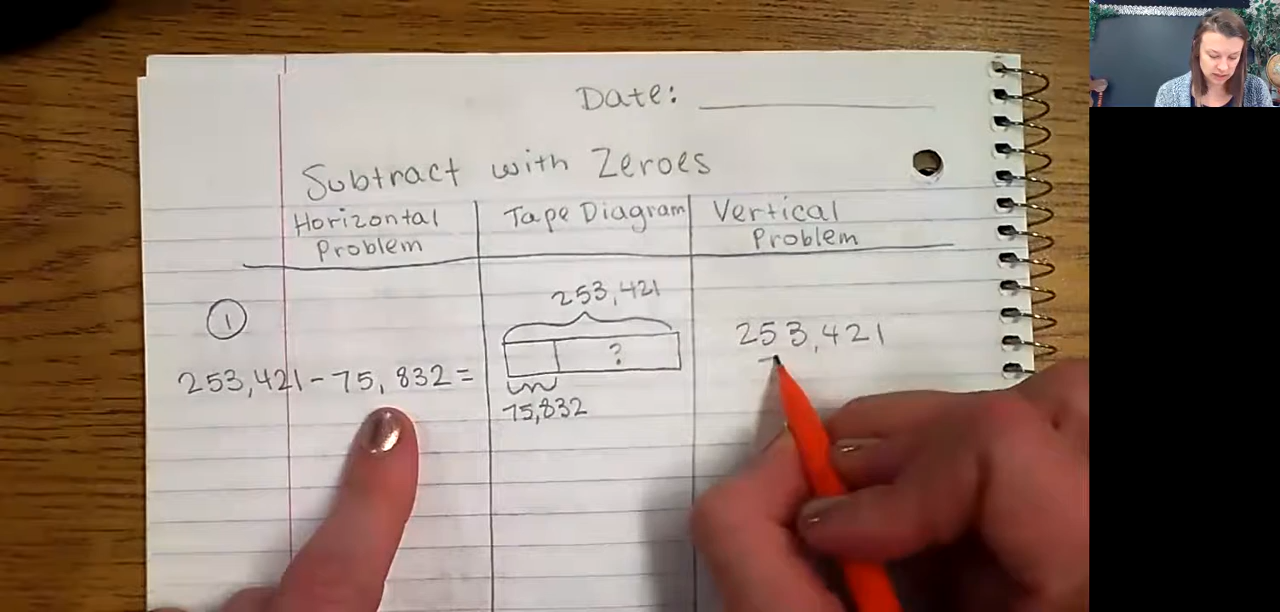 Date:
Subtract with Zeroes
Horizontal Problem
Tape Diagram
Vertical Problem
1
253,421-75,832=
253,421
?
75,832
253,421
7